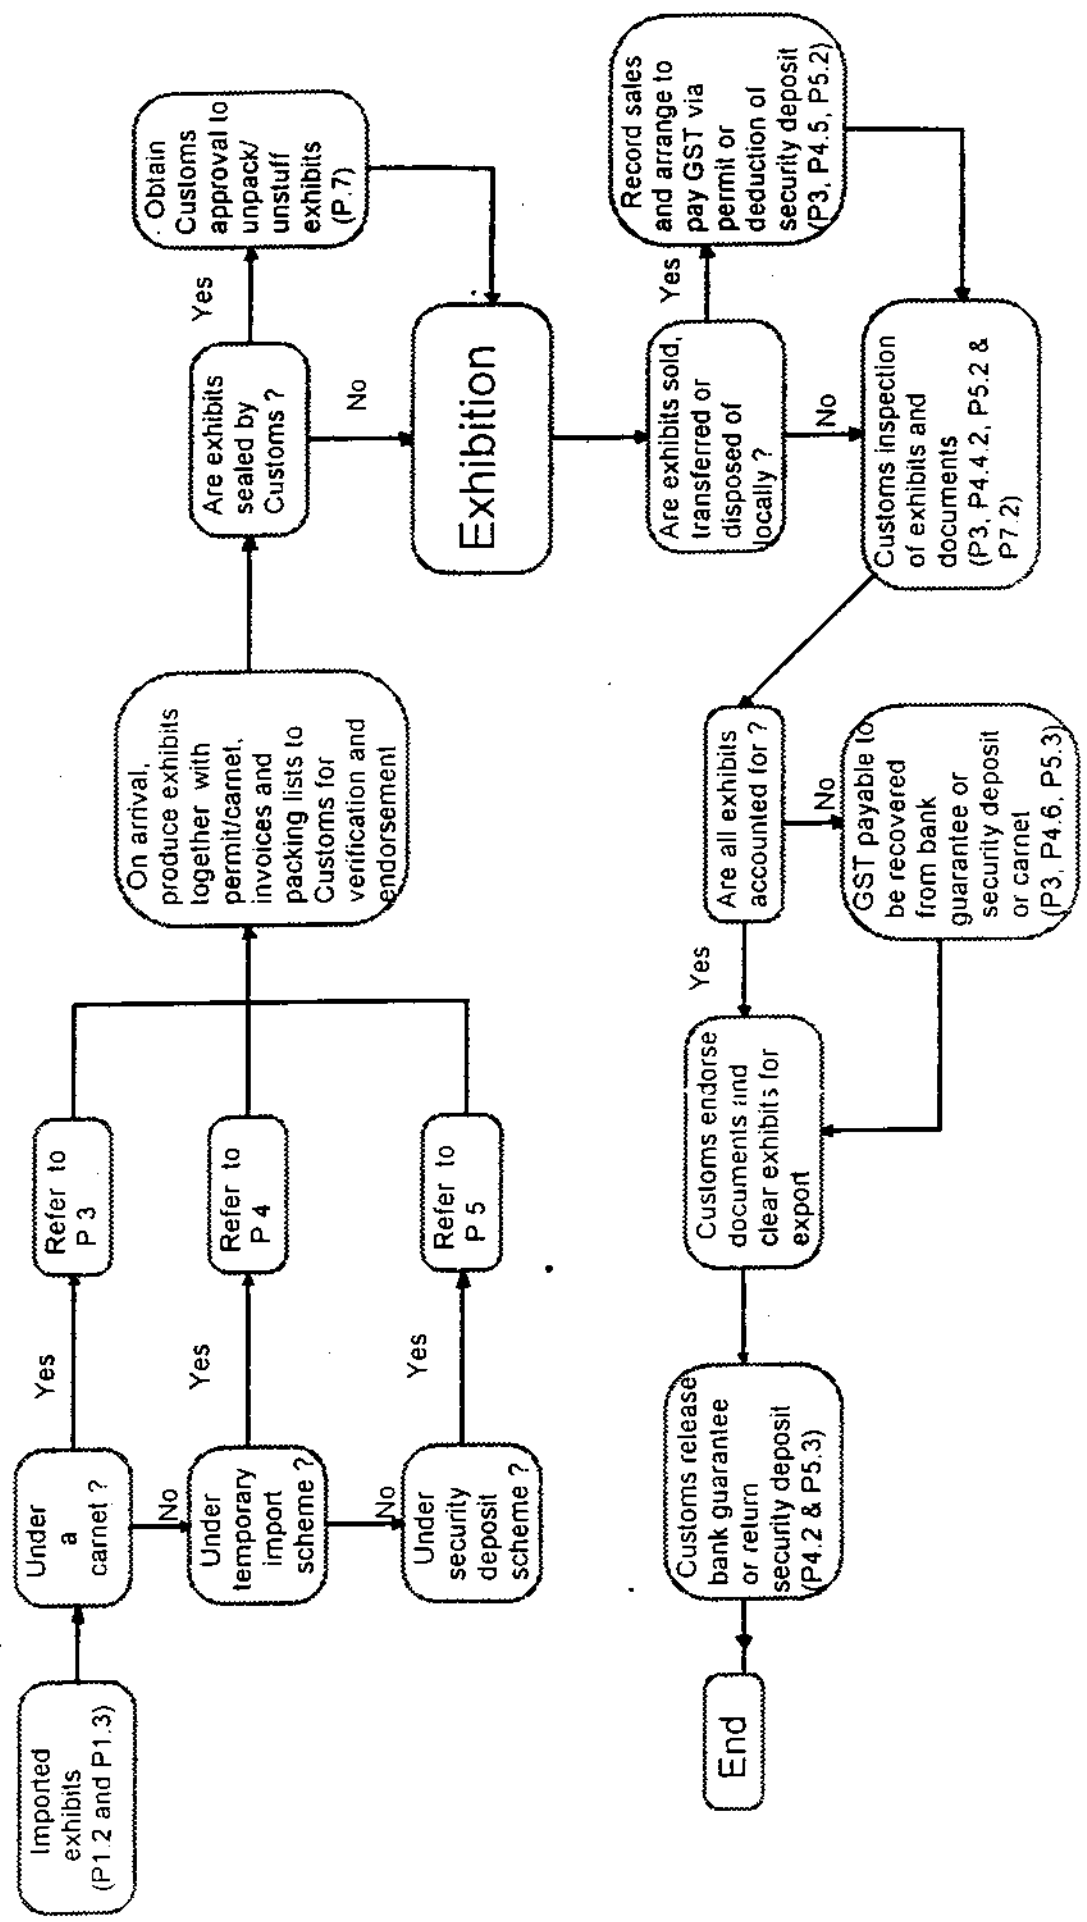 Imported
exhibits
(P1.2 and P1.3)
Under
a
carnet ?
Yes
Refer to
P 3
No
Under
temporary
import
scheme ?
Yes
Refer to
P 4
No
Under
security
deposit
scheme ?
Yes
Refer to
P 5
On arrival,
produce exhibits
together with
permit/carnet,
invoices and
packing lists to
Customs for
verification and
endorsement
Are exhibits
sealed by
Customs ?
Yes
Obtain
Customs
approval to
unpack/
unstuff
exhibits
(P.7)
No
Exhibition
Are exhibits sold,
transferred or
disposed of
locally ?
Yes
Record sales
and arrange to
pay GST via
permit or
deduction of
security deposit
(P3, P4.5, P5.2)
No
Customs inspection
of exhibits and
documents
(P3, P4.4.2, P5.2 &
P7.2)
Are all exhibits
accounted for ?
No
GST payable to
be recovered
from bank
guarantee or
security deposit
or carnet
(P3, P4.6, P5.3)
Yes
Customs endorse
documents and
clear exhibits for
export
Customs release
bank guarantee
or return
security deposit
(P4.2 & P5.3)
End